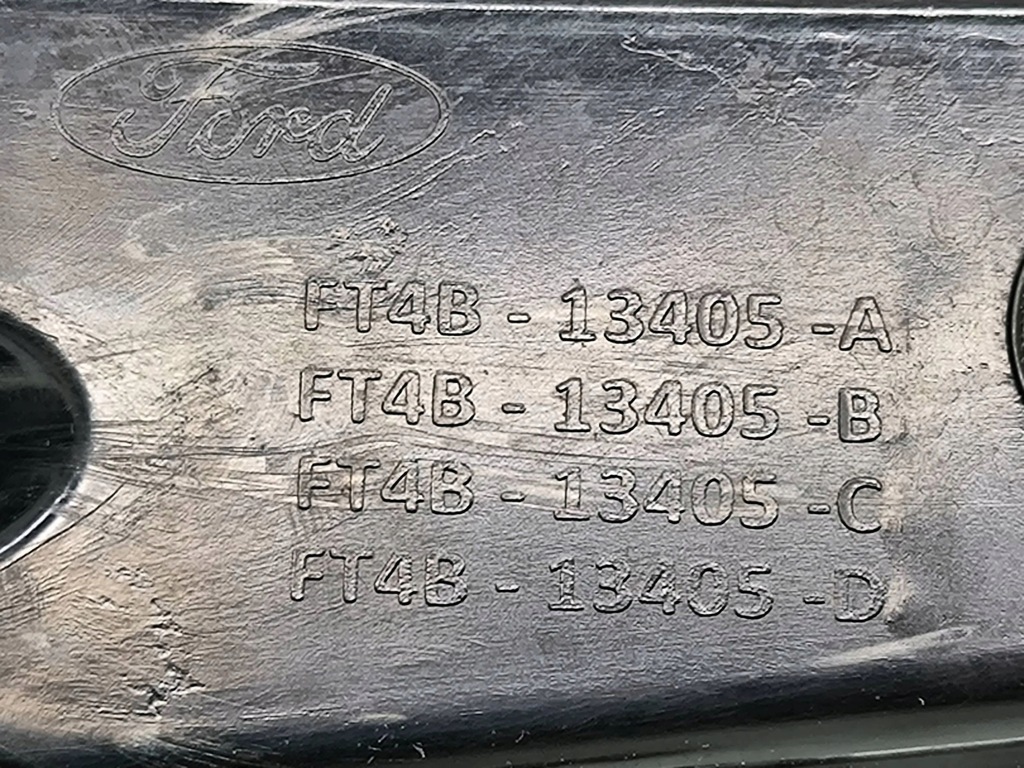 Ford
FT4B - 13405 -A
FT4B - 13405 -B
FT4B - 13405 -C
FT4B - 13405 -D